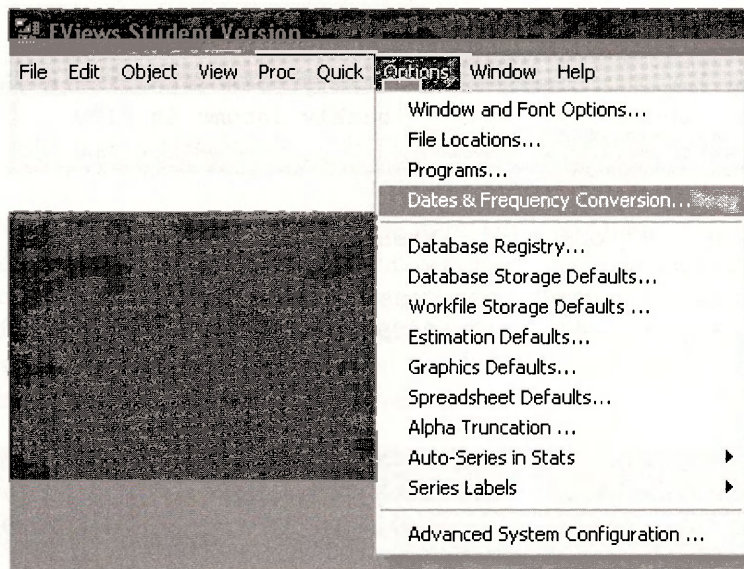 EViews Student Version
File Edit Object View Proc Quick Options Window Help
Window and Font Options...
File Locations...
Programs...
Dates & Frequency Conversion...
Database Registry...
Database Storage Defaults...
Workfile Storage Defaults ...
Estimation Defaults...
Graphics Defaults...
Spreadsheet Defaults...
Alpha Truncation ...
Auto-Series in Stats
Series Labels
Advanced System Configuration ...